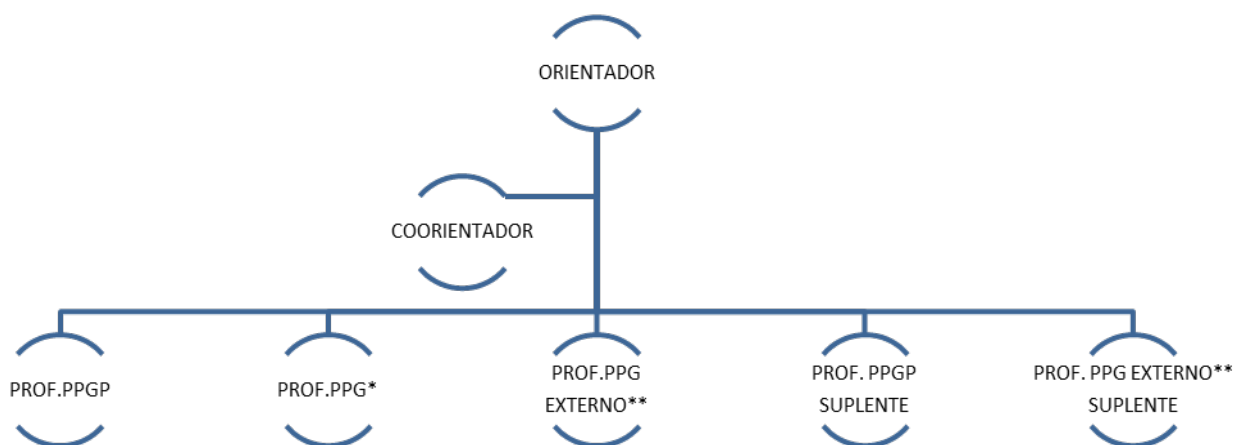 ORIENTADOR
COORIENTADOR
PROF.PPGP
PROF.PPG*
PROF.PPG
EXTERNO**
PROF. PPGP
SUPLENTE
PROF. PPG EXTERNO**
SUPLENTE